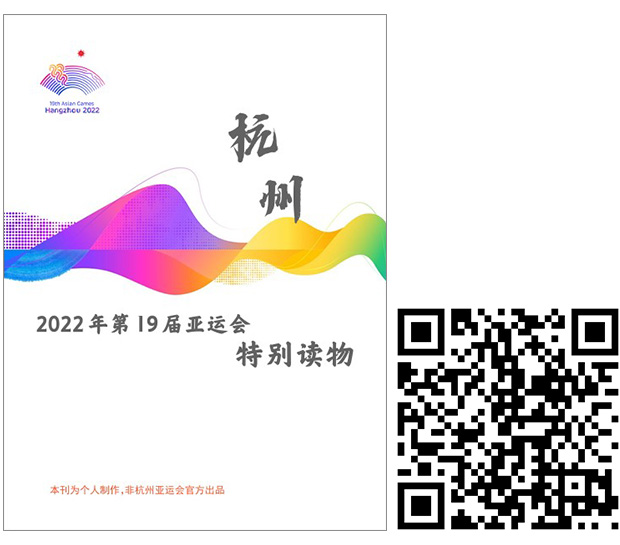 19th Asian Games
Hangzhou 2022
杭
州
2022年第19届亚运会
特别读物
本刊为个人制作,非杭州亚运会官方出品